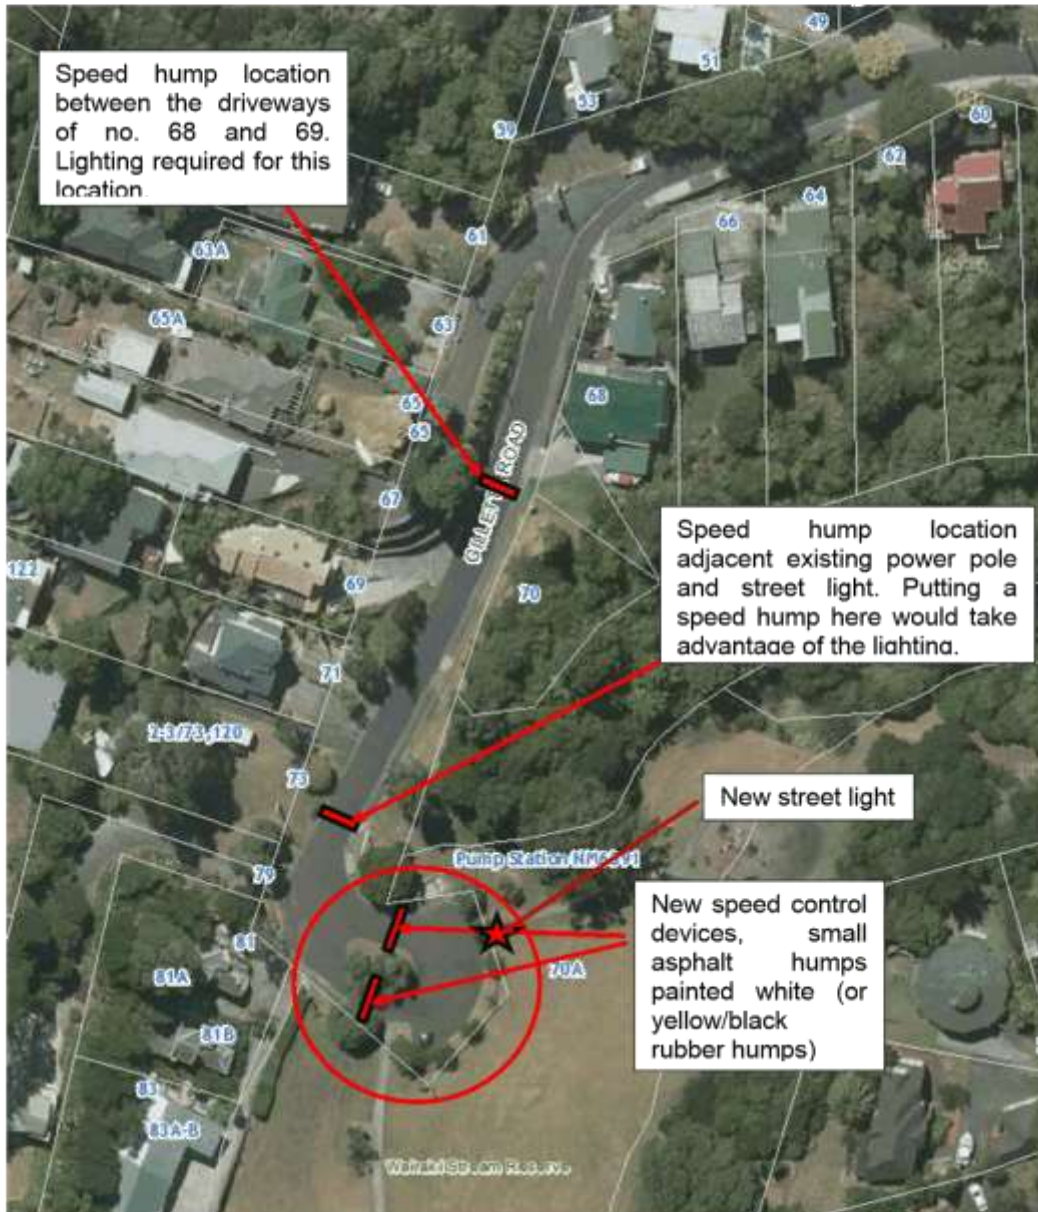 49
51
53
59
60
62
64
66
Speed hump location
between the driveways
of no. 68 and 69.
Lighting required for this
location.
61
63A
63
65A
65
65
68
ROAD
67
122
69
70
Speed hump location
adjacent existing power pole
and street light. Putting a
speed hump here would take
advantage of the lighting.
71
2-3/73,120
73
New street light
Pump Station
79
New speed control
devices, small
asphalt humps
painted white (or
yellow/black
rubber humps)
81
70A
81A
81B
83
83A-B
Wairaki Stream Reserve